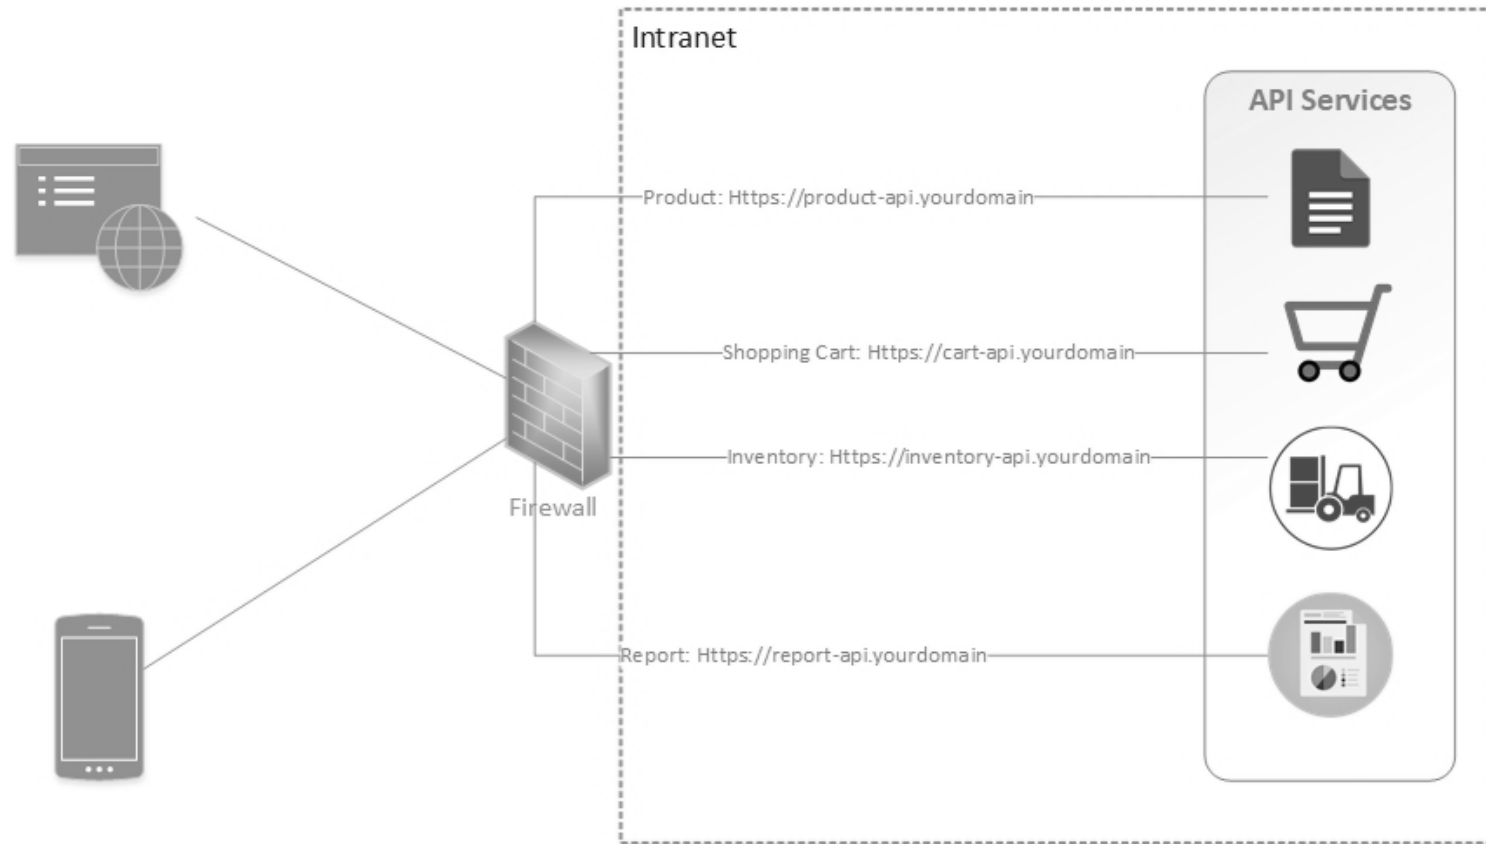 Intranet
API Services
Product: Https://product-api.yourdomain
Shopping Cart: Https://cart-api.yourdomain
Inventory: Https://inventory-api.yourdomain
Firewall
Report: Https://report-api.yourdomain